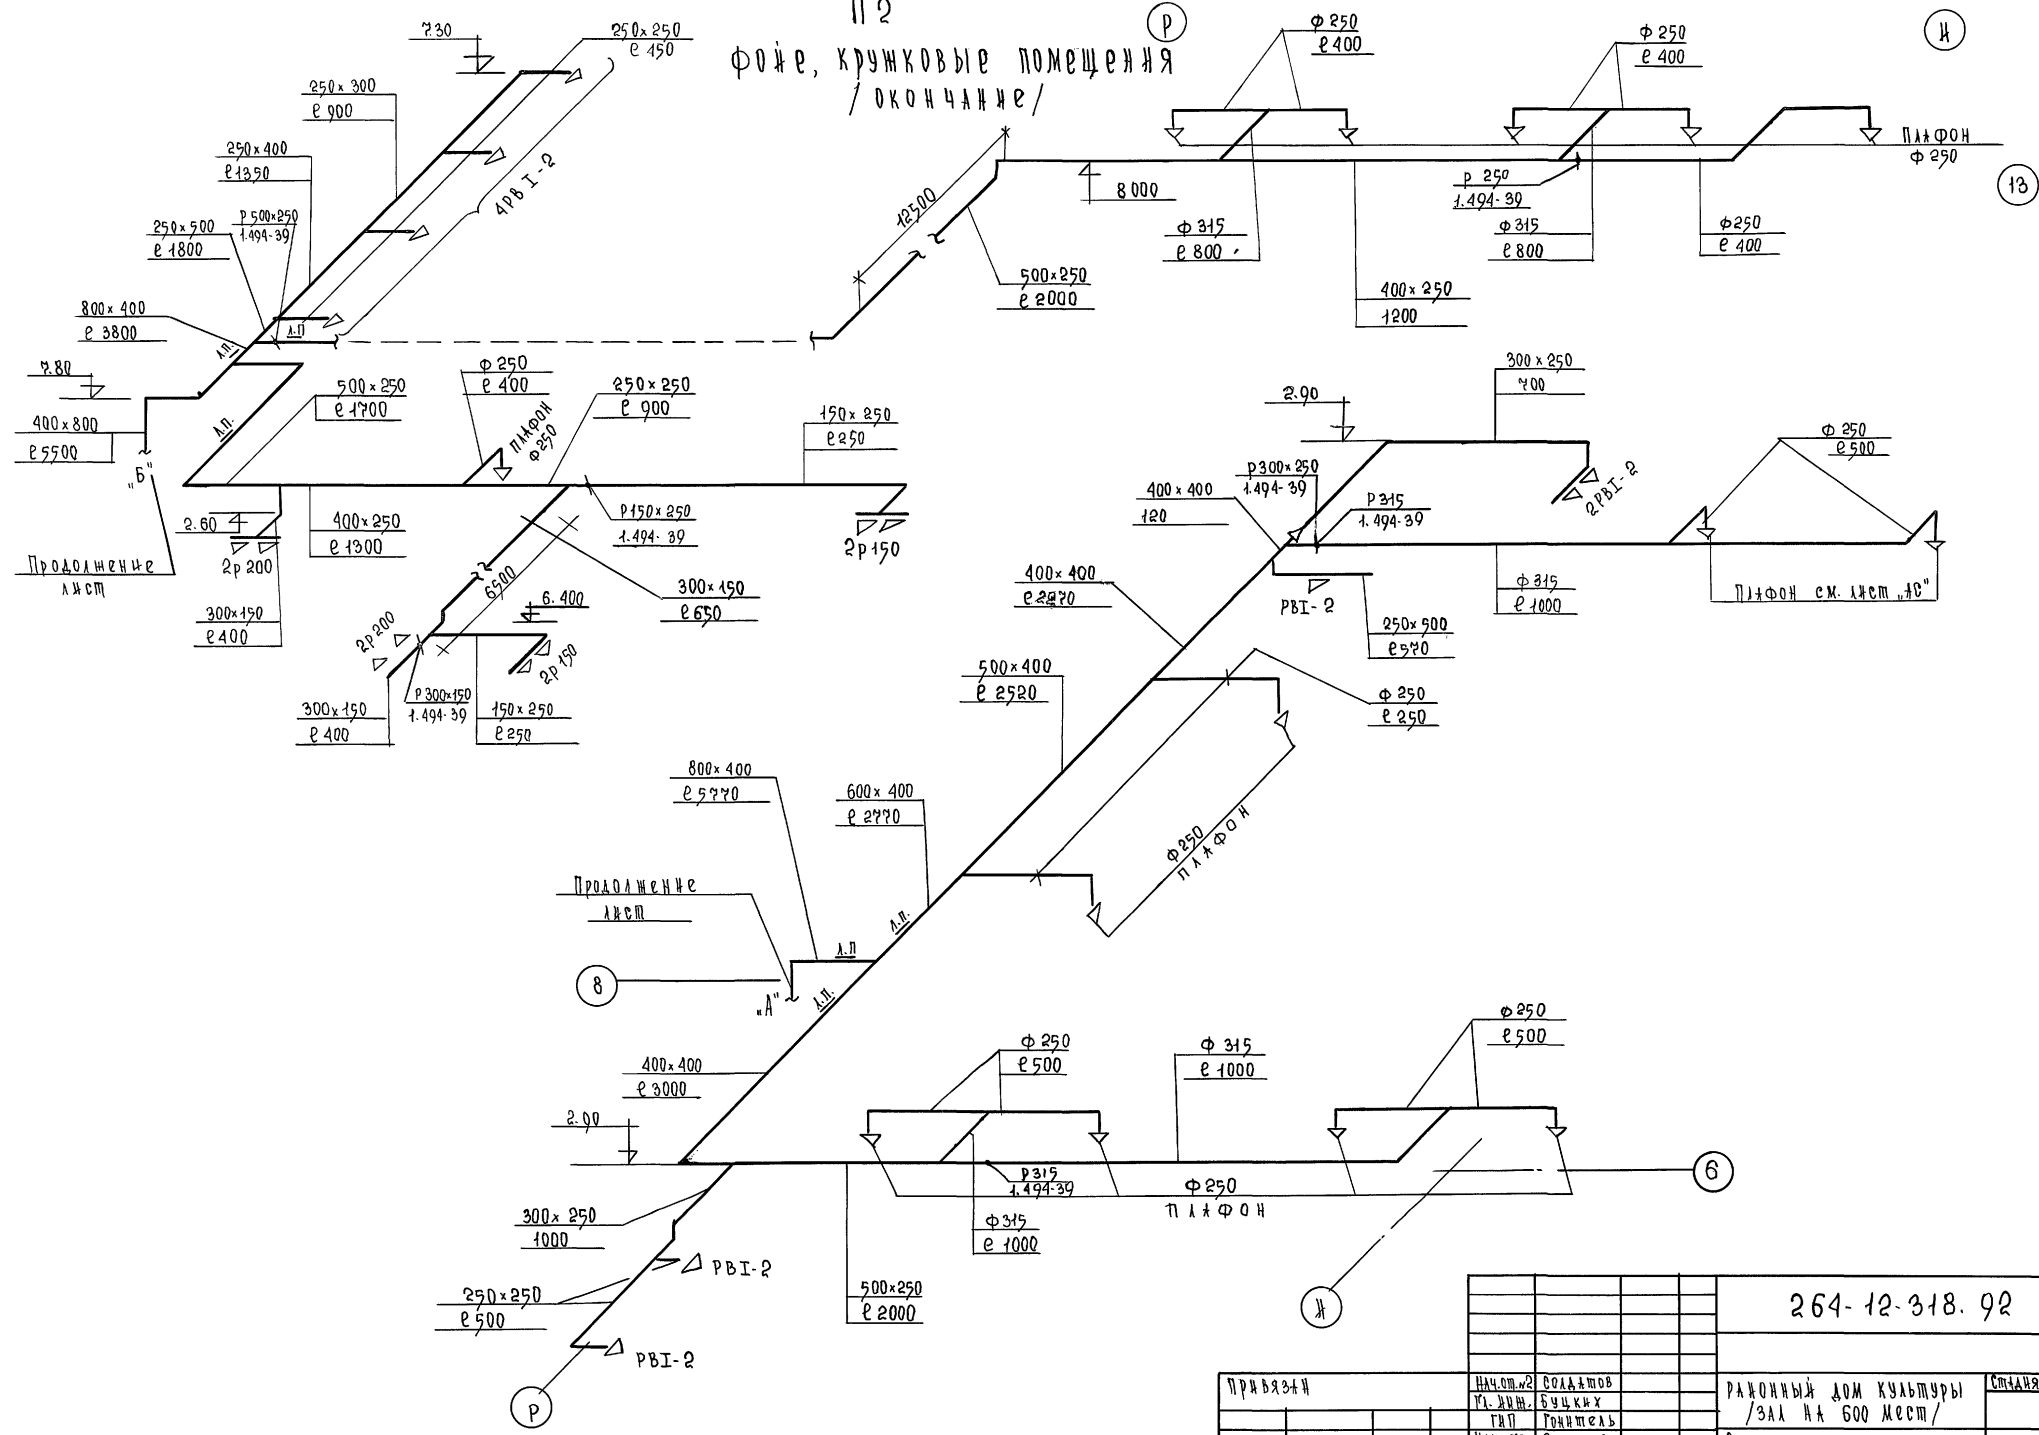 П2
Фойе, кружковые помещения
/окончание/
Р
Н
13
7.30
250×250
ℓ 450
250×300
ℓ 900
250×400
ℓ 1350
250×500
ℓ 1800
Р 500×250
1.494-39
4РВ I-2
800×400
ℓ 3800
л.п.
л.п
7.80
400×800
ℓ 5500
„Б"
Продолжение
лист
л.п.
500×250
ℓ 1700
Ф 250
ℓ 400
Плафон
Ф 250
250×250
ℓ 900
150×250
ℓ 250
2.60
2р 200
400×250
ℓ 1300
300×150
ℓ 400
Р150×250
1.494-39
2р 150
6500
300×150
ℓ 650
6.400
2р 200
2р 150
300×150
ℓ 400
Р 300×150
1.494-39
150×250
ℓ 250
12500
500×250
ℓ 2000
Ф 250
ℓ 400
Ф 250
ℓ 400
Плафон
Ф 250
8000
Ф 315
ℓ 800
Р 250
1.494-39
Ф 315
ℓ 800
Ф 250
ℓ 400
400×250
1200
2.90
300×250
700
2РВI-2
Ф 250
ℓ 500
Р300×250
1.494-39
400×400
120
Р 315
1.494-39
РВI-2
Ф 315
ℓ 1000
Плафон см. лист „АС"
250×500
ℓ 570
400×400
500×400
ℓ 2520
Ф 250
ℓ 250
Ф 250
Плафон
800×400
ℓ 5770
600×400
ℓ 2770
Продолжение
лист
8
„А"
л.п
л.п.
л.п.
400×400
ℓ 3000
2.90
Ф 250
ℓ 500
Ф 315
ℓ 1000
Ф 250
ℓ 500
6
Р315
1.494-39
Ф 250
Плафон
Ф 315
ℓ 1000
300×250
1000
РВI-2
250×250
ℓ 500
РВI-2
500×250
ℓ 2000
Р
Н
264-12-318.92
Привязан
Нач.от.№2 Солдатов
Гл. инж. Буцких
ГИП Гонитель
Районный дом культуры
/зал на 600 мест/
Стадия